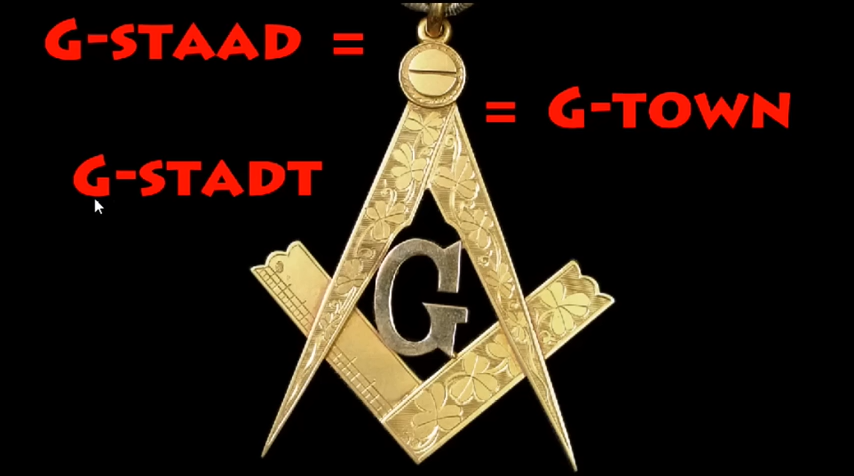 G-STAAD =
= G-TOWN
G-STADT
G